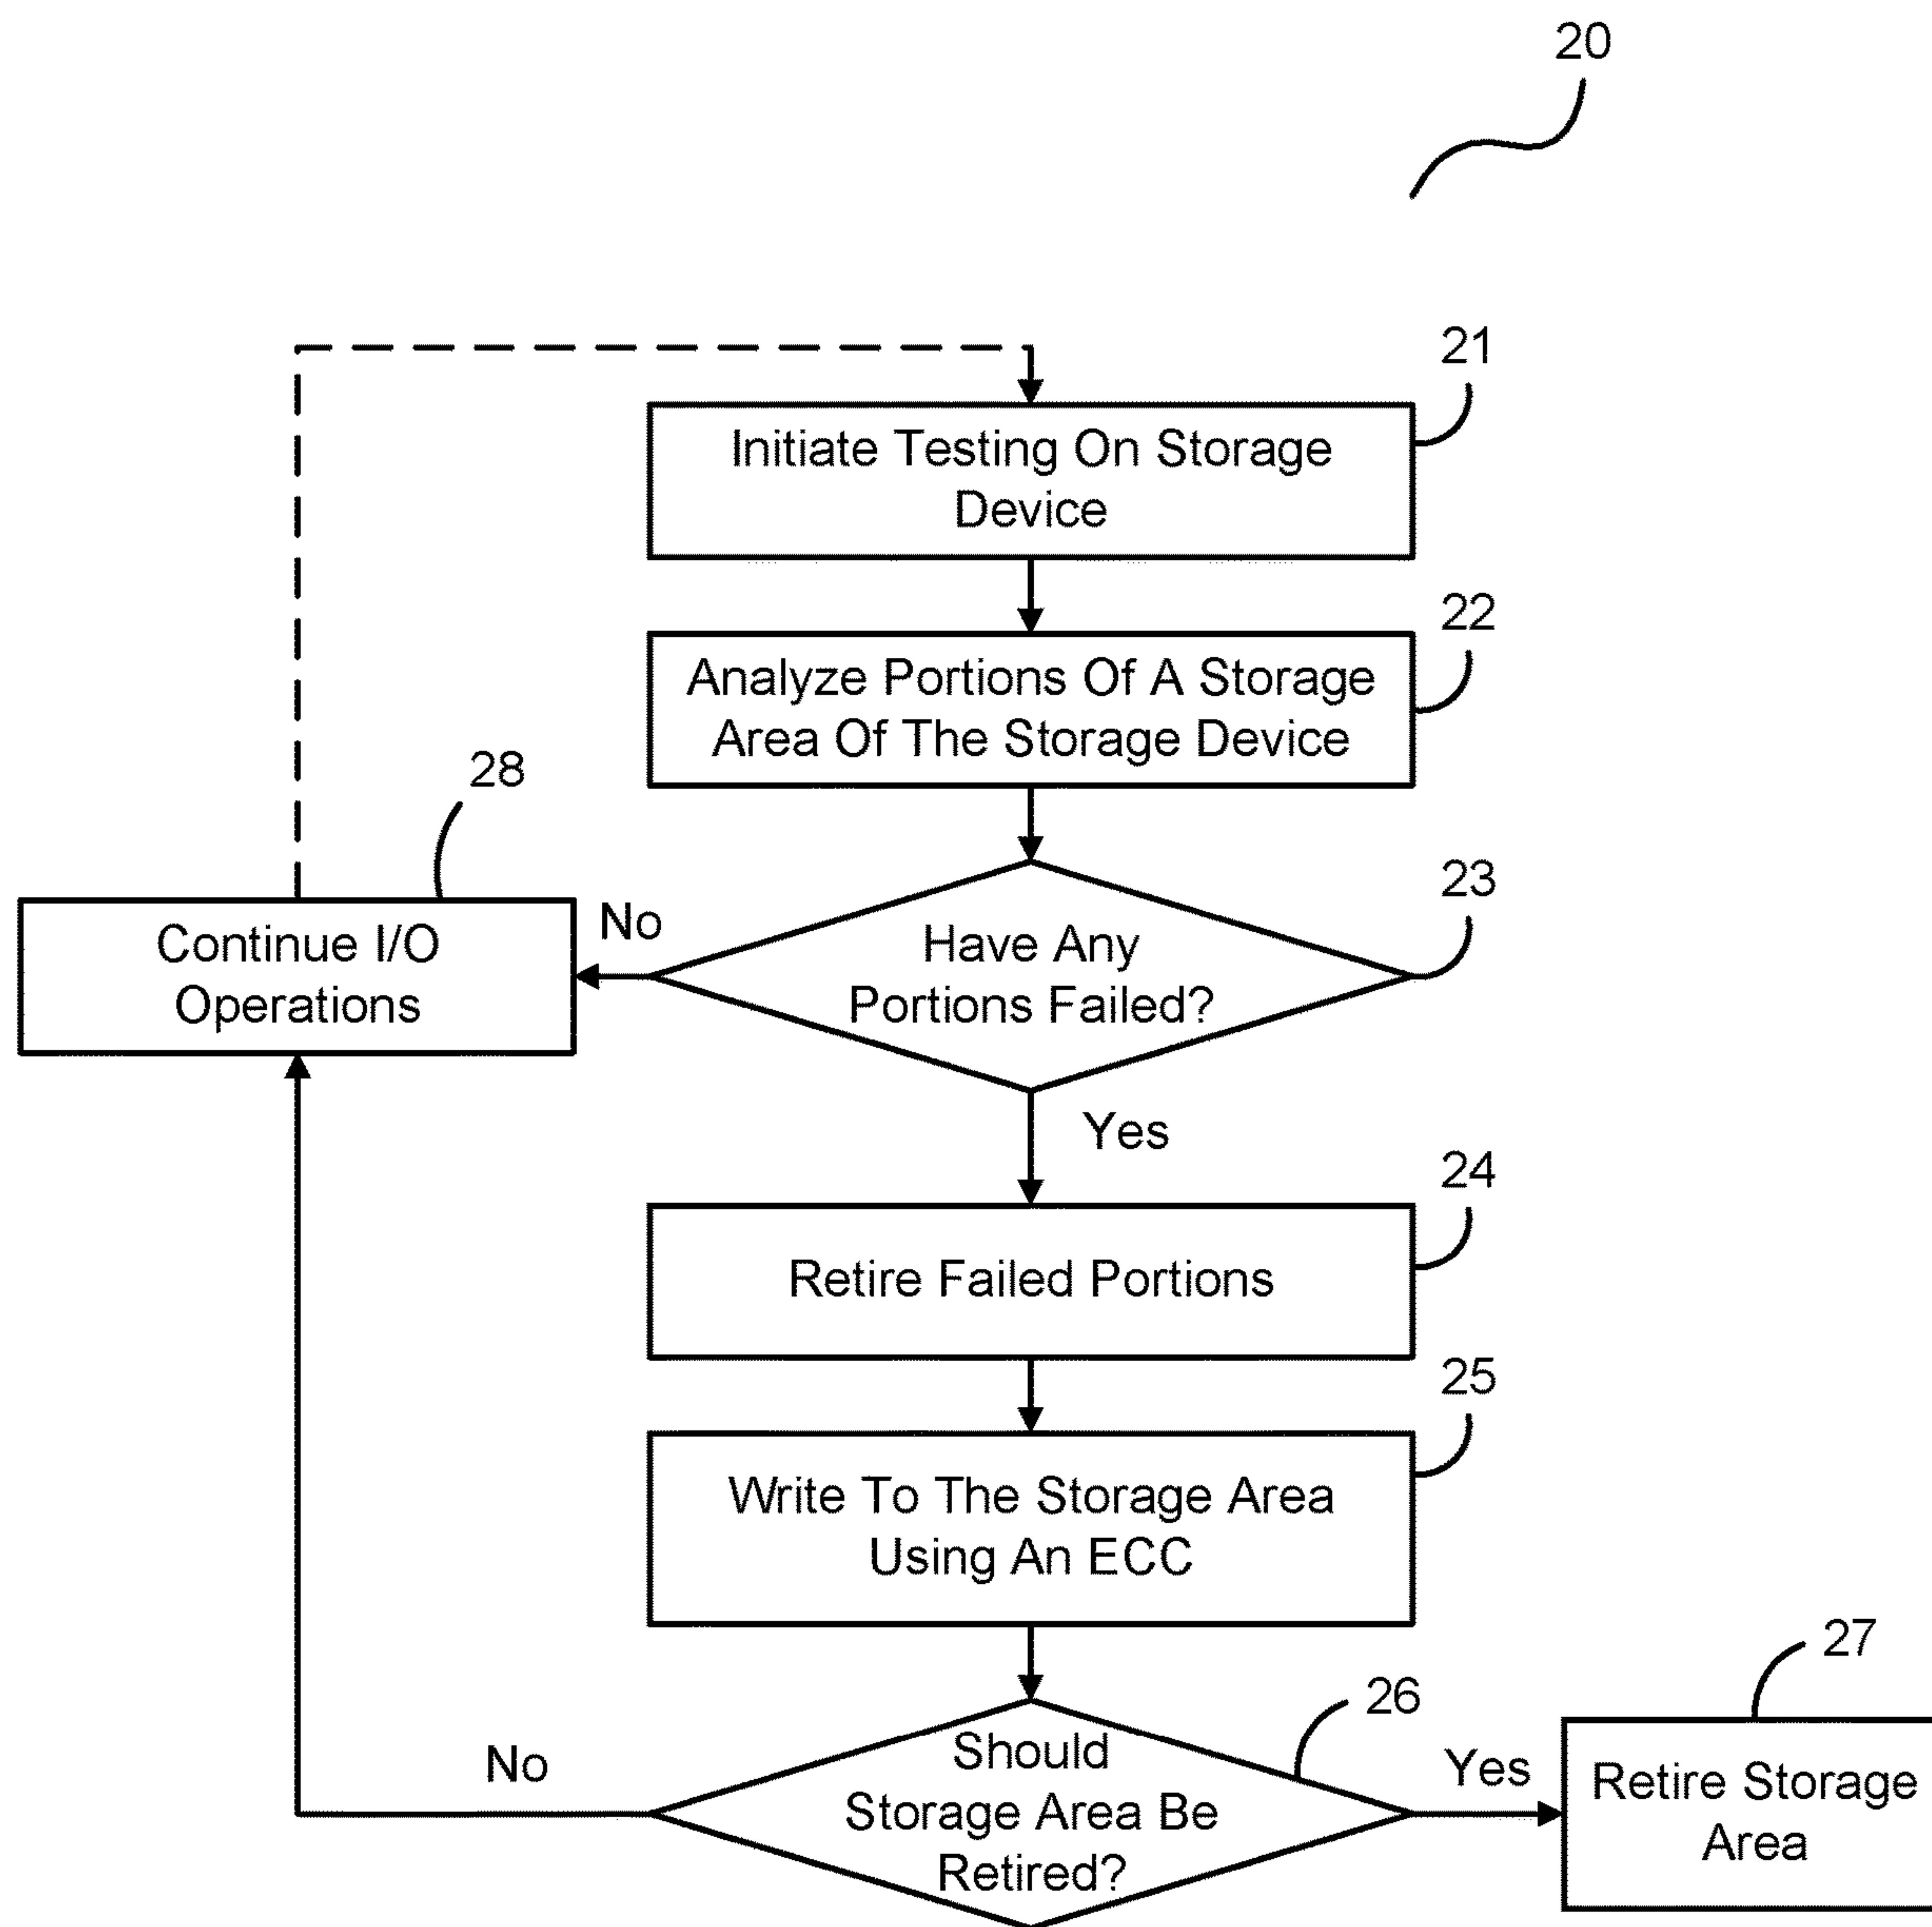 20
21
Initiate Testing On Storage
Device
22
Analyze Portions Of A Storage
Area Of The Storage Device
28
23
Continue I/O
Operations
No
Have Any
Portions Failed?
Yes
24
Retire Failed Portions
25
Write To The Storage Area
Using An ECC
26
27
No
Should
Storage Area Be
Retired?
Yes
Retire Storage
Area